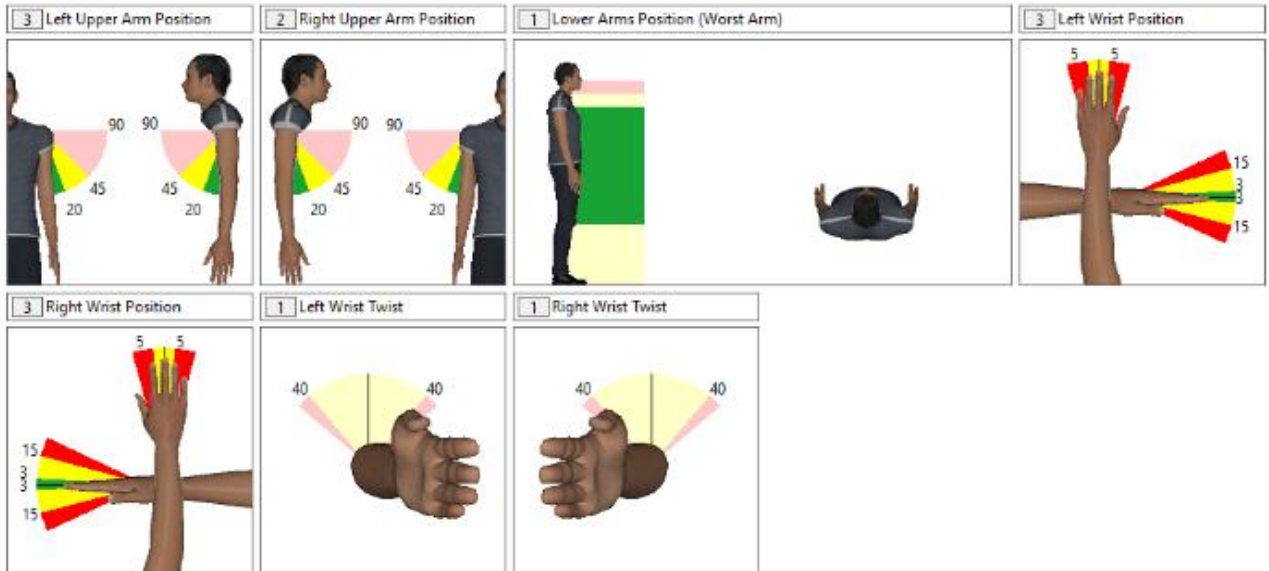 3 Left Upper Arm Position
2 Right Upper Arm Position
1 Lower Arms Position (Worst Arm)
3 Left Wrist Position
90 90
45 45
20 20
90 90
45 45
20 20
5 5
15
3
3
15
3 Right Wrist Position
1 Left Wrist Twist
1 Right Wrist Twist
5 5
15
3
3
15
40 40
40 40